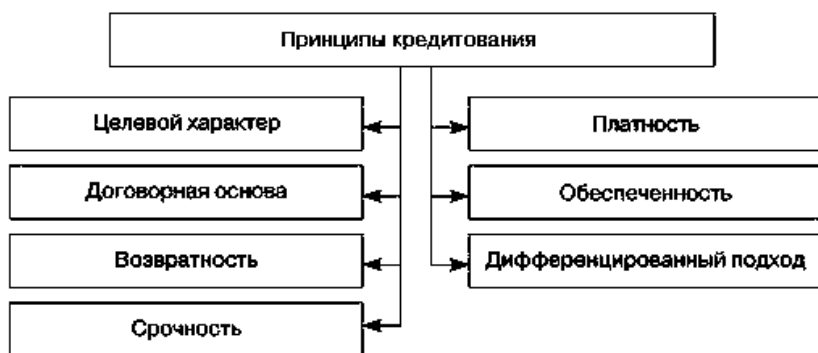 Принципы кредитования
Целевой характер
Договорная основа
Возвратность
Срочность
Платность
Обеспеченность
Дифференцированный подход